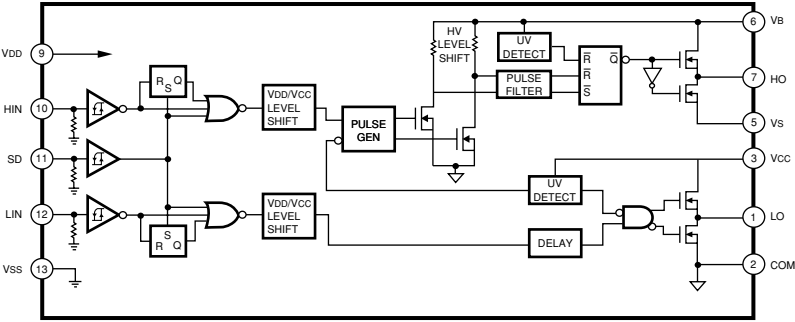 VB
6
HV
LEVEL
SHIFT
UV
DETECT
R Q
R
S
PULSE
FILTER
VDD
9
HO
7
R Q
S
HIN
10
VDD/VCC
LEVEL
SHIFT
PULSE
GEN
5
VS
SD
11
3
VCC
UV
DETECT
LIN
12
VDD/VCC
LEVEL
SHIFT
1
LO
S
R Q
DELAY
VSS
13
2
COM